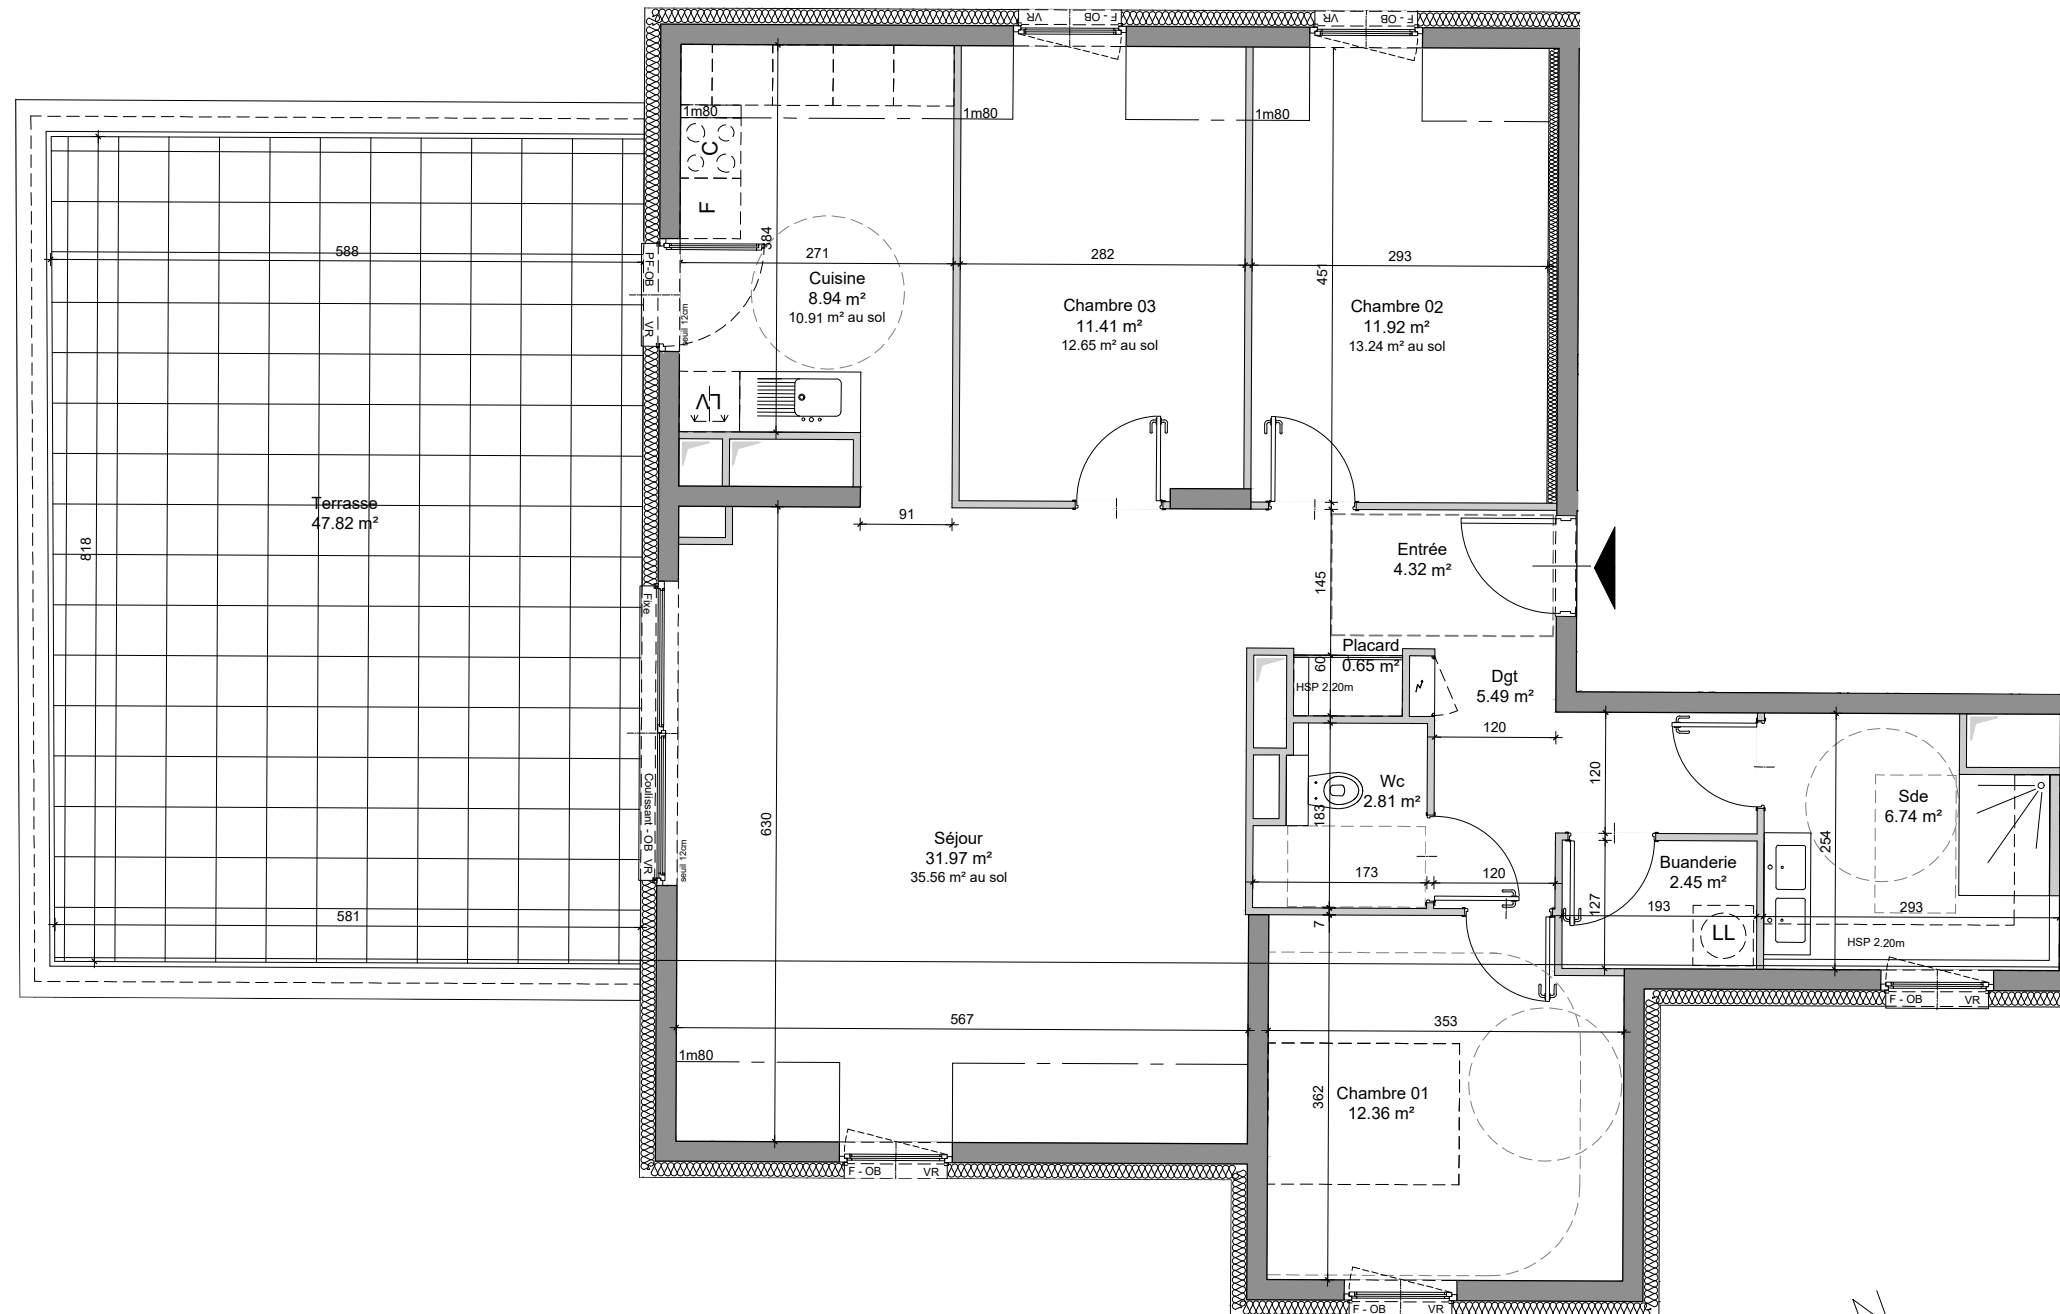 VR
F - OB
VR
F - OB
1m80
1m80
1m80
C
F
384
588
271
282
451
293
PF-OB
VR
seuil 12cm
Cuisine
8.94 m²
10.91 m² au sol
Chambre 03
11.41 m²
12.65 m² au sol
Chambre 02
11.92 m²
13.24 m² au sol
LV
Terrasse
47.82 m²
818
91
Entrée
4.32 m²
145
Fixe
Placard
0.65 m²
60
HSP 2.20m
Dgt
5.49 m²
120
120
Wc
2.81 m²
183
Coulissant - OB
VR
seuil 12cm
630
Séjour
31.97 m²
35.56 m² au sol
Sde
6.74 m²
254
Buanderie
2.45 m²
173
120
127
193
293
LL
HSP 2.20m
581
7
F - OB
VR
567
353
1m80
362
Chambre 01
12.36 m²
F - OB
VR
F - OB
VR
N